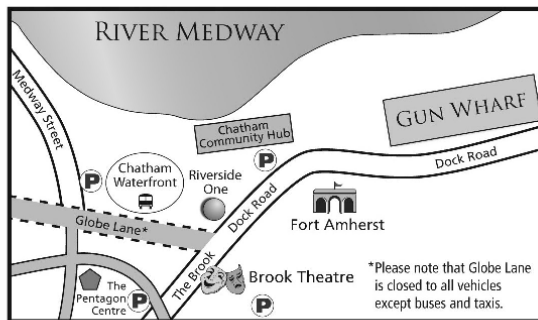 RIVER MEDWAY
Medway Street
GUN WHARF
Chatham
Community Hub
P
Dock Road
P
Chatham
Waterfront
Riverside
One
Dock Road
Fort Amherst
Globe Lane*
The Brook
Brook Theatre
*Please note that Globe Lane
is closed to all vehicles
except buses and taxis.
The
Pentagon
Centre
P
P